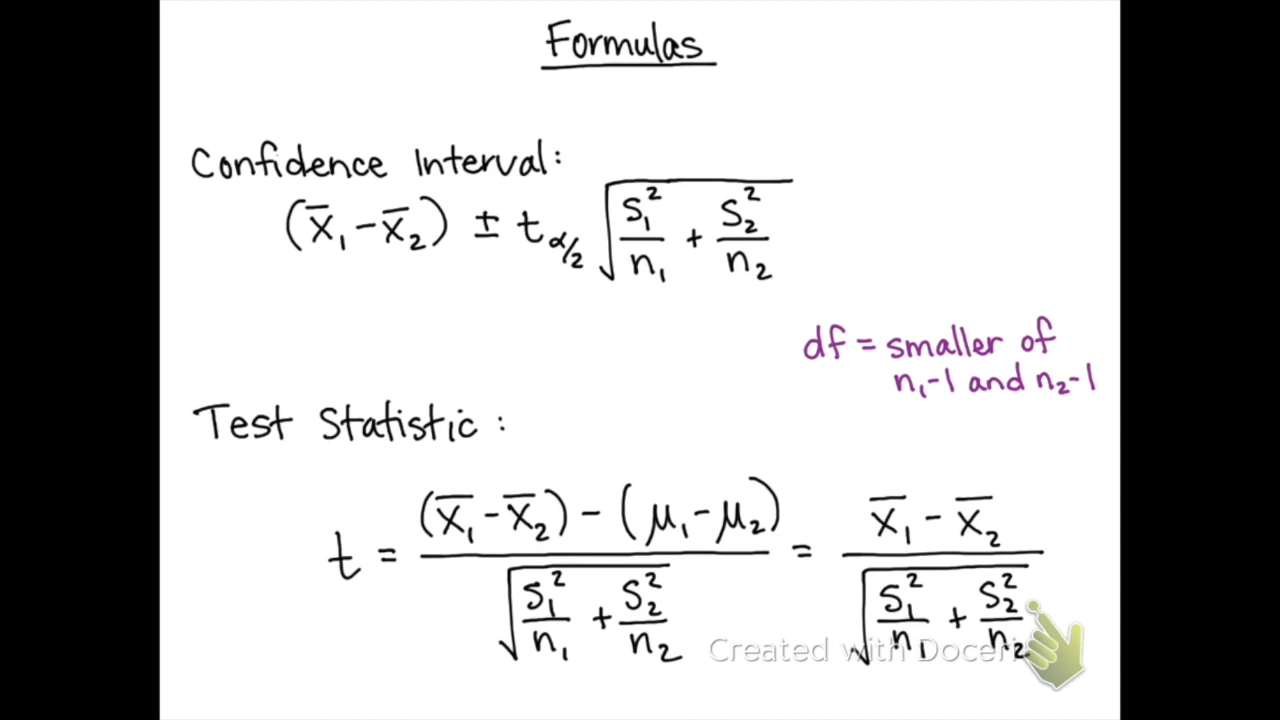 Formulas
Confidence Interval:
(x̄₁ - x̄₂) ± t_α/2 √(s₁²/n₁ + s₂²/n₂)
df = smaller of
n₁-1 and n₂-1
Test Statistic:
t = ((x̄₁ - x̄₂) - (μ₁ - μ₂)) / √(s₁²/n₁ + s₂²/n₂) = (x̄₁ - x̄₂) / √(s₁²/n₁ + s₂²/n₂)
Created with